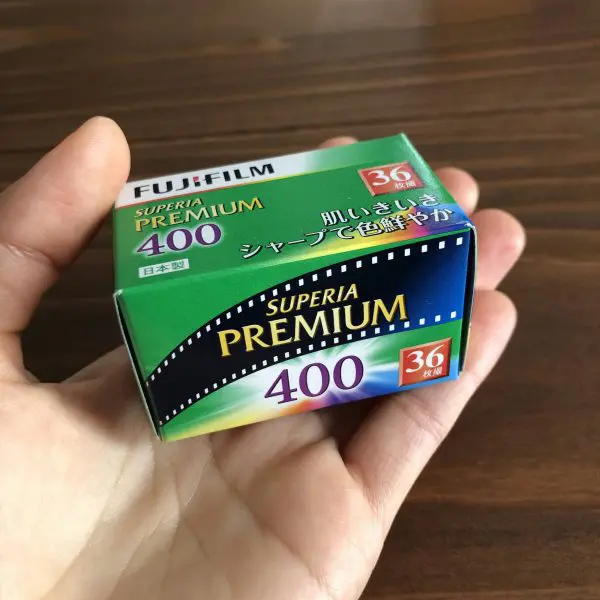 FUJIFILM
SUPERIA
PREMIUM
400
日本製
36
枚撮
肌いきいき
シャープで色鮮やか
SUPERIA
PREMIUM
400
36
枚撮